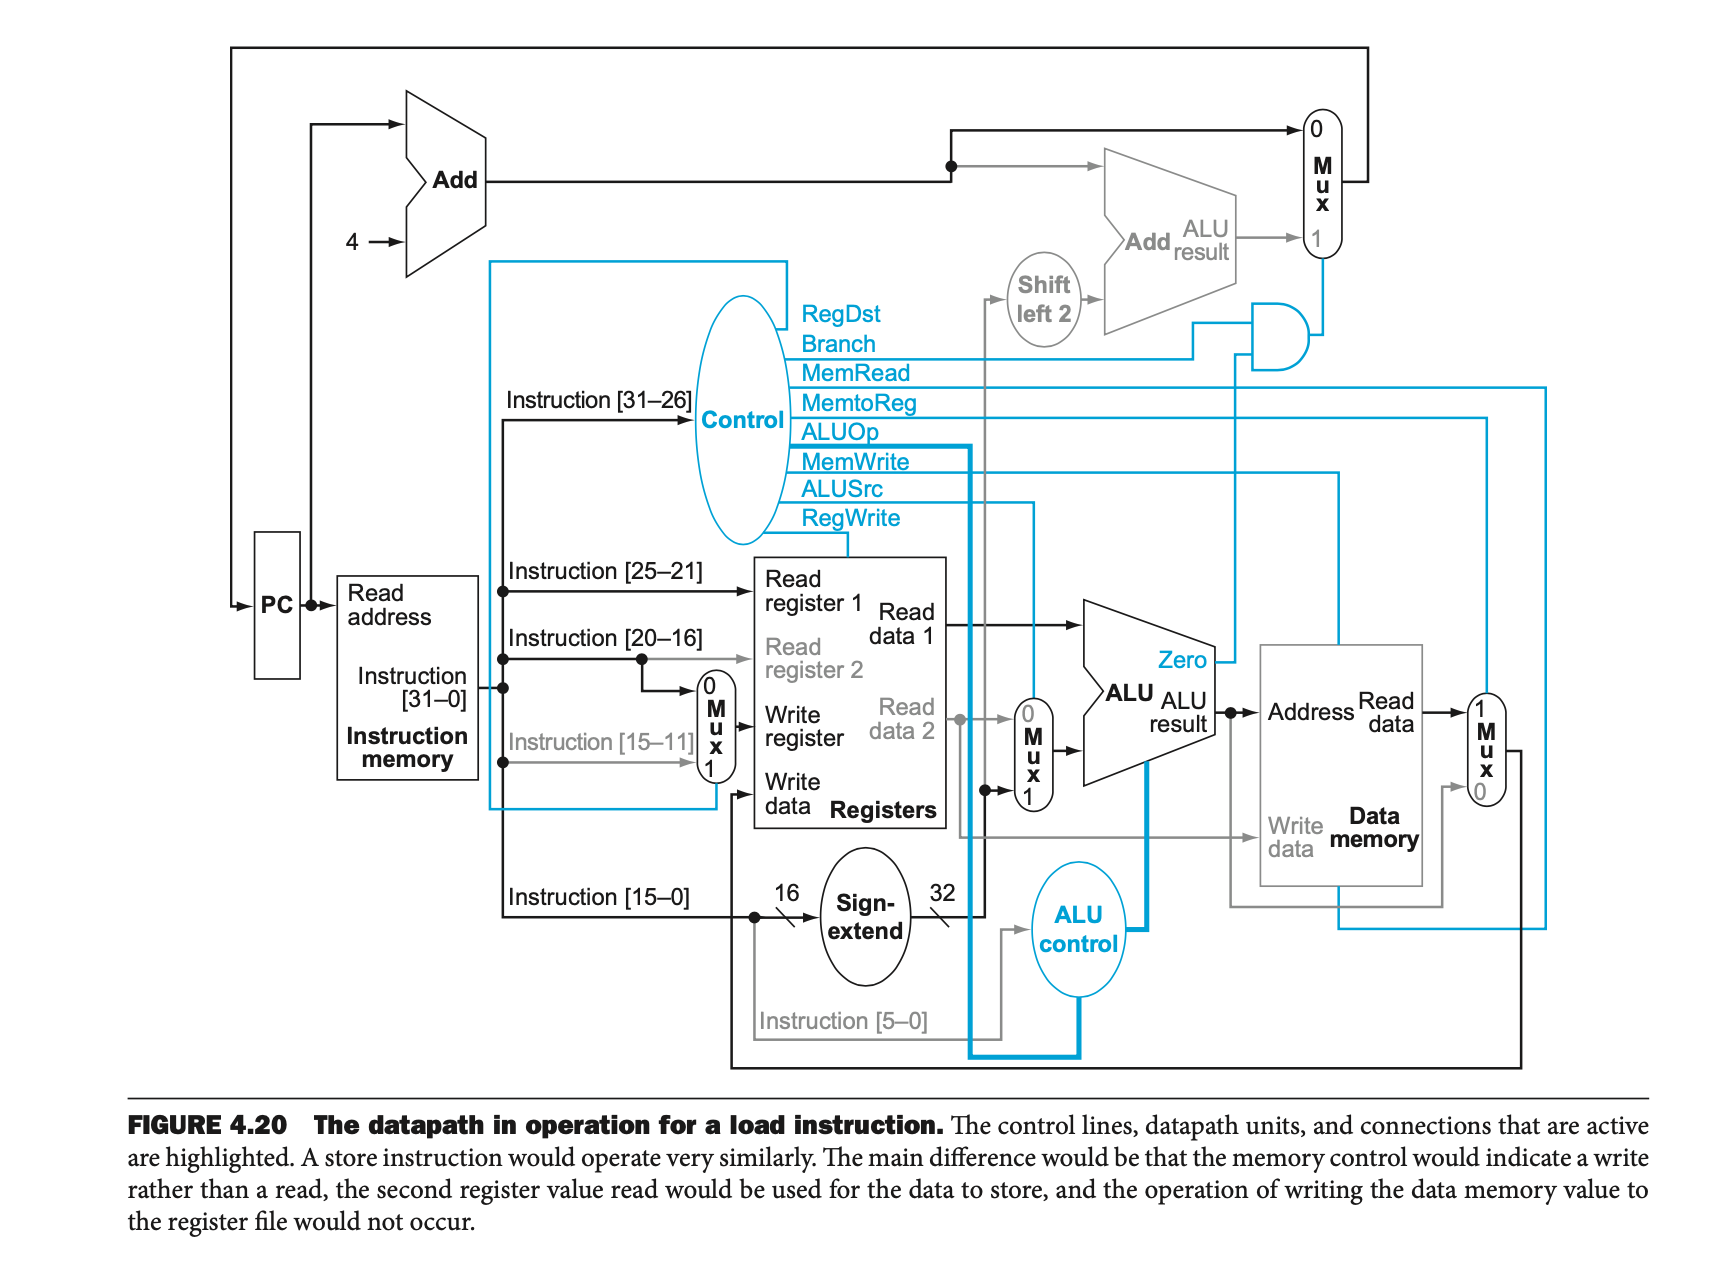 0
M
u
x
1
Add
4
Add
ALU
result
Shift
left 2
RegDst
Branch
MemRead
MemtoReg
ALUOp
MemWrite
ALUSrc
RegWrite
Control
Instruction [31–26]
Instruction [25–21]
Instruction [20–16]
Instruction [15–11]
Instruction [15–0]
Instruction [5–0]
PC
Read
address
Instruction
[31–0]
Instruction
memory
0
M
u
x
1
Read
register 1
Read
register 2
Write
register
Write
data
Read
data 1
Read
data 2
Registers
16
Sign-
extend
32
0
M
u
x
1
Zero
ALU
ALU
result
ALU
control
Address
Read
data
Write
data
Data
memory
1
M
u
x
0
FIGURE 4.20 The datapath in operation for a load instruction. The control lines, datapath units, and connections that are active
are highlighted. A store instruction would operate very similarly. The main difference would be that the memory control would indicate a write
rather than a read, the second register value read would be used for the data to store, and the operation of writing the data memory value to
the register file would not occur.